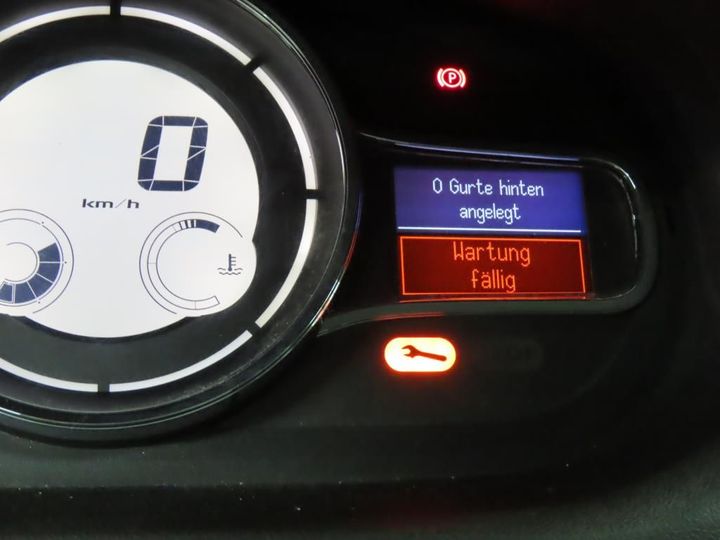 0
km/h
P
0 Gurte hinten
angelegt
Wartung
fällig